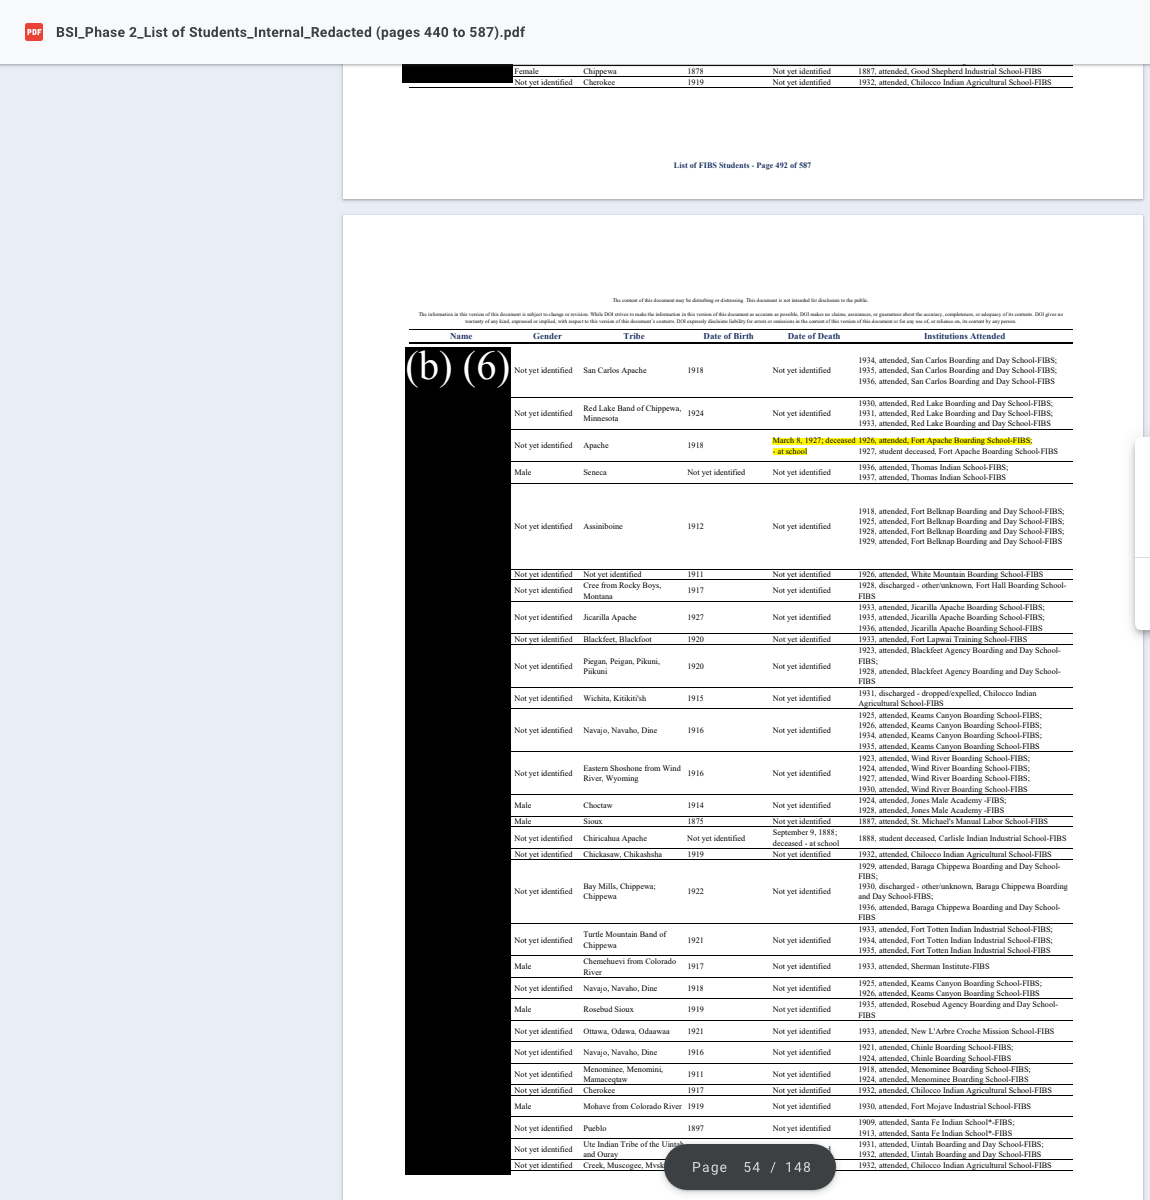 PDF BSI_Phase 2_List of Students_Internal_Redacted (pages 440 to 587).pdf
Female Chippewa 1878 Not yet identified 1887, attended, Good Shepherd Industrial School-FIBS
Not yet identified Cherokee 1919 Not yet identified 1932, attended, Chilocco Indian Agricultural School-FIBS
List of FIBS Students - Page 492 of 587
The content of this document may be disturbing or distressing. This document is not intended for disclosure to the public.
The information in this version of this document is subject to change or revision. While DOI strives to make the information in this version of this document as accurate as possible, DOI makes no claims, assurances, or guarantees about the accuracy, completeness, or adequacy of its contents. DOI gives no
warranty of any kind, expressed or implied, with respect to this version of this document's contents. DOI expressly disclaims liability for errors or omissions in the content of this version of this document or for any use of, or reliance on, its content by any person.
Name Gender Tribe Date of Birth Date of Death Institutions Attended
(b) (6)
Not yet identified San Carlos Apache 1918 Not yet identified 1934, attended, San Carlos Boarding and Day School-FIBS;
1935, attended, San Carlos Boarding and Day School-FIBS;
1936, attended, San Carlos Boarding and Day School-FIBS
Not yet identified Red Lake Band of Chippewa, Minnesota 1924 Not yet identified 1930, attended, Red Lake Boarding and Day School-FIBS;
1931, attended, Red Lake Boarding and Day School-FIBS;
1933, attended, Red Lake Boarding and Day School-FIBS
Not yet identified Apache 1918 March 8, 1927; deceased - at school 1926, attended, Fort Apache Boarding School-FIBS;
1927, student deceased, Fort Apache Boarding School-FIBS
Male Seneca Not yet identified Not yet identified 1936, attended, Thomas Indian School-FIBS;
1937, attended, Thomas Indian School-FIBS
Not yet identified Assiniboine 1912 Not yet identified 1918, attended, Fort Belknap Boarding and Day School-FIBS;
1925, attended, Fort Belknap Boarding and Day School-FIBS;
1928, attended, Fort Belknap Boarding and Day School-FIBS;
1929, attended, Fort Belknap Boarding and Day School-FIBS
Not yet identified Not yet identified 1911 Not yet identified 1926, attended, White Mountain Boarding School-FIBS
Not yet identified Cree from Rocky Boys, Montana 1917 Not yet identified 1928, discharged - other/unknown, Fort Hall Boarding School-
FIBS
Not yet identified Jicarilla Apache 1927 Not yet identified 1933, attended, Jicarilla Apache Boarding School-FIBS;
1935, attended, Jicarilla Apache Boarding School-FIBS;
1936, attended, Jicarilla Apache Boarding School-FIBS
Not yet identified Blackfeet, Blackfoot 1920 Not yet identified 1933, attended, Fort Lapwai Training School-FIBS
Not yet identified Piegan, Peigan, Pikuni, Piikuni 1920 Not yet identified 1923, attended, Blackfeet Agency Boarding and Day School-
FIBS;
1928, attended, Blackfeet Agency Boarding and Day School-
FIBS
Not yet identified Wichita, Kitikiti'sh 1915 Not yet identified 1931, discharged - dropped/expelled, Chilocco Indian
Agricultural School-FIBS
Not yet identified Navajo, Navaho, Dine 1916 Not yet identified 1925, attended, Keams Canyon Boarding School-FIBS;
1926, attended, Keams Canyon Boarding School-FIBS;
1934, attended, Keams Canyon Boarding School-FIBS;
1935, attended, Keams Canyon Boarding School-FIBS
Not yet identified Eastern Shoshone from Wind River, Wyoming 1916 Not yet identified 1923, attended, Wind River Boarding School-FIBS;
1924, attended, Wind River Boarding School-FIBS;
1927, attended, Wind River Boarding School-FIBS;
1930, attended, Wind River Boarding School-FIBS
Male Choctaw 1914 Not yet identified 1924, attended, Jones Male Academy -FIBS;
1928, attended, Jones Male Academy -FIBS
Male Sioux 1875 Not yet identified 1887, attended, St. Michael's Manual Labor School-FIBS
Not yet identified Chiricahua Apache Not yet identified September 9, 1888; deceased - at school 1888, student deceased, Carlisle Indian Industrial School-FIBS
Not yet identified Chickasaw, Chikashsha 1919 Not yet identified 1932, attended, Chilocco Indian Agricultural School-FIBS
Not yet identified Bay Mills, Chippewa; Chippewa 1922 Not yet identified 1929, attended, Baraga Chippewa Boarding and Day School-
FIBS;
1930, discharged - other/unknown, Baraga Chippewa Boarding
and Day School-FIBS;
1936, attended, Baraga Chippewa Boarding and Day School-
FIBS
Not yet identified Turtle Mountain Band of Chippewa 1921 Not yet identified 1933, attended, Fort Totten Indian Industrial School-FIBS;
1934, attended, Fort Totten Indian Industrial School-FIBS;
1935, attended, Fort Totten Indian Industrial School-FIBS
Male Chemehuevi from Colorado River 1917 Not yet identified 1933, attended, Sherman Institute-FIBS
Not yet identified Navajo, Navaho, Dine 1918 Not yet identified 1925, attended, Keams Canyon Boarding School-FIBS;
1926, attended, Keams Canyon Boarding School-FIBS
Male Rosebud Sioux 1919 Not yet identified 1935, attended, Rosebud Agency Boarding and Day School-
FIBS
Not yet identified Ottawa, Odawa, Odaawaa 1921 Not yet identified 1933, attended, New L'Arbre Croche Mission School-FIBS
Not yet identified Navajo, Navaho, Dine 1916 Not yet identified 1921, attended, Chinle Boarding School-FIBS;
1924, attended, Chinle Boarding School-FIBS
Not yet identified Menominee, Menomini, Mamaceqtaw 1911 Not yet identified 1918, attended, Menominee Boarding School-FIBS;
1924, attended, Menominee Boarding School-FIBS
Not yet identified Cherokee 1917 Not yet identified 1932, attended, Chilocco Indian Agricultural School-FIBS
Male Mohave from Colorado River 1919 Not yet identified 1930, attended, Fort Mojave Industrial School-FIBS
Not yet identified Pueblo 1897 Not yet identified 1909, attended, Santa Fe Indian School*-FIBS;
1913, attended, Santa Fe Indian School*-FIBS
Not yet identified Ute Indian Tribe of the Uintah and Ouray 1931, attended, Uintah Boarding and Day School-FIBS;
1932, attended, Uintah Boarding and Day School-FIBS
Not yet identified Creek, Muscogee, 1932, attended, Chilocco Indian Agricultural School-FIBS
Page 54 / 148